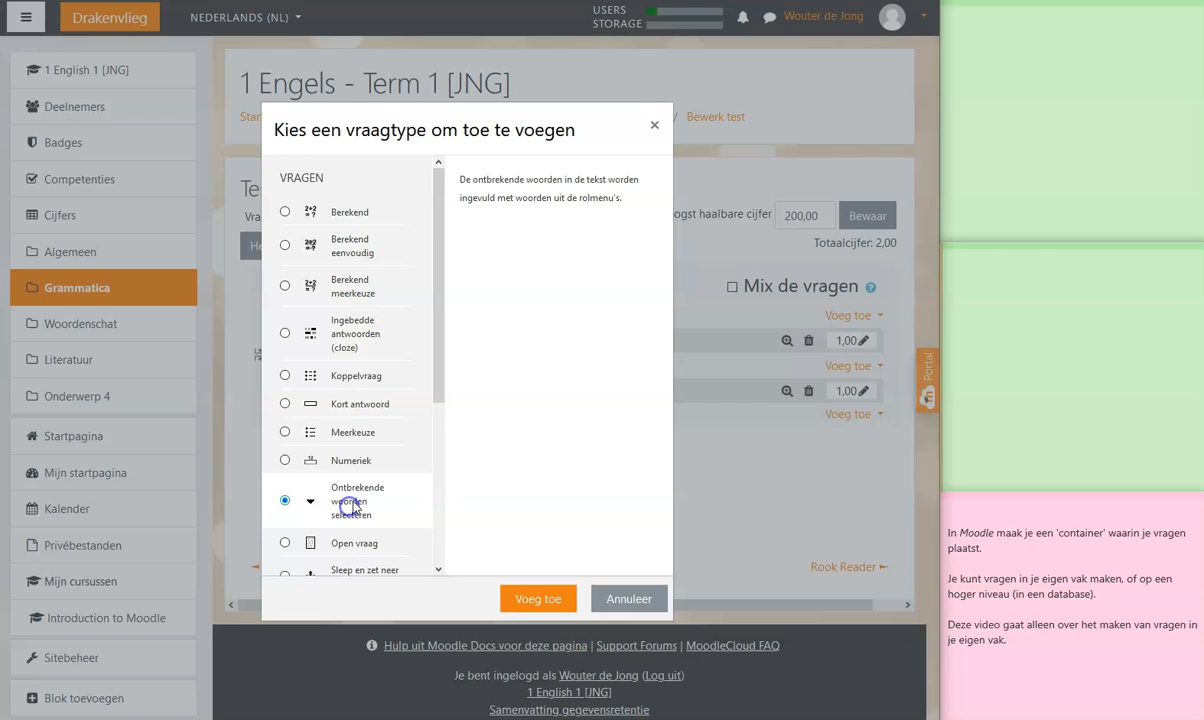 Drakenvlieg
NEDERLANDS (NL)
USERS
STORAGE
Wouter de Jong
1 English 1 [JNG]
Deelnemers
Badges
Competenties
Cijfers
Algemeen
Grammatica
Woordenschat
Literatuur
Onderwerp 4
Startpagina
Mijn startpagina
Kalender
Privébestanden
Mijn cursussen
Introduction to Moodle
Sitebeheer
Blok toevoegen
1 Engels - Term 1 [JNG]
/ Bewerk test
200,00
Bewaar
Totaalcijfer: 2,00
Mix de vragen
Voeg toe
1,00
Voeg toe
1,00
Voeg toe
Rook Reader
Kies een vraagtype om toe te voegen
×
VRAGEN
2+2
= ?
Berekend
Berekend
eenvoudig
2+2
= ?
Berekend
meerkeuze
Ingebedde
antwoorden
(cloze)
Koppelvraag
Kort antwoord
Meerkeuze
12
Numeriek
Ontbrekende
woorden
selecteren
Open vraag
Sleep en zet neer
De ontbrekende woorden in de tekst worden
ingevuld met woorden uit de rolmenu's.
Voeg toe
Annuleer
Portal
Hulp uit Moodle Docs voor deze pagina | Support Forums | MoodleCloud FAQ
Je bent ingelogd als Wouter de Jong (Log uit)
1 English 1 [JNG]
Samenvatting gegevensretentie
In Moodle maak je een 'container' waarin je vragen
plaatst.
Je kunt vragen in je eigen vak maken, of op een
hoger niveau (in een database).
Deze video gaat alleen over het maken van vragen in
je eigen vak.